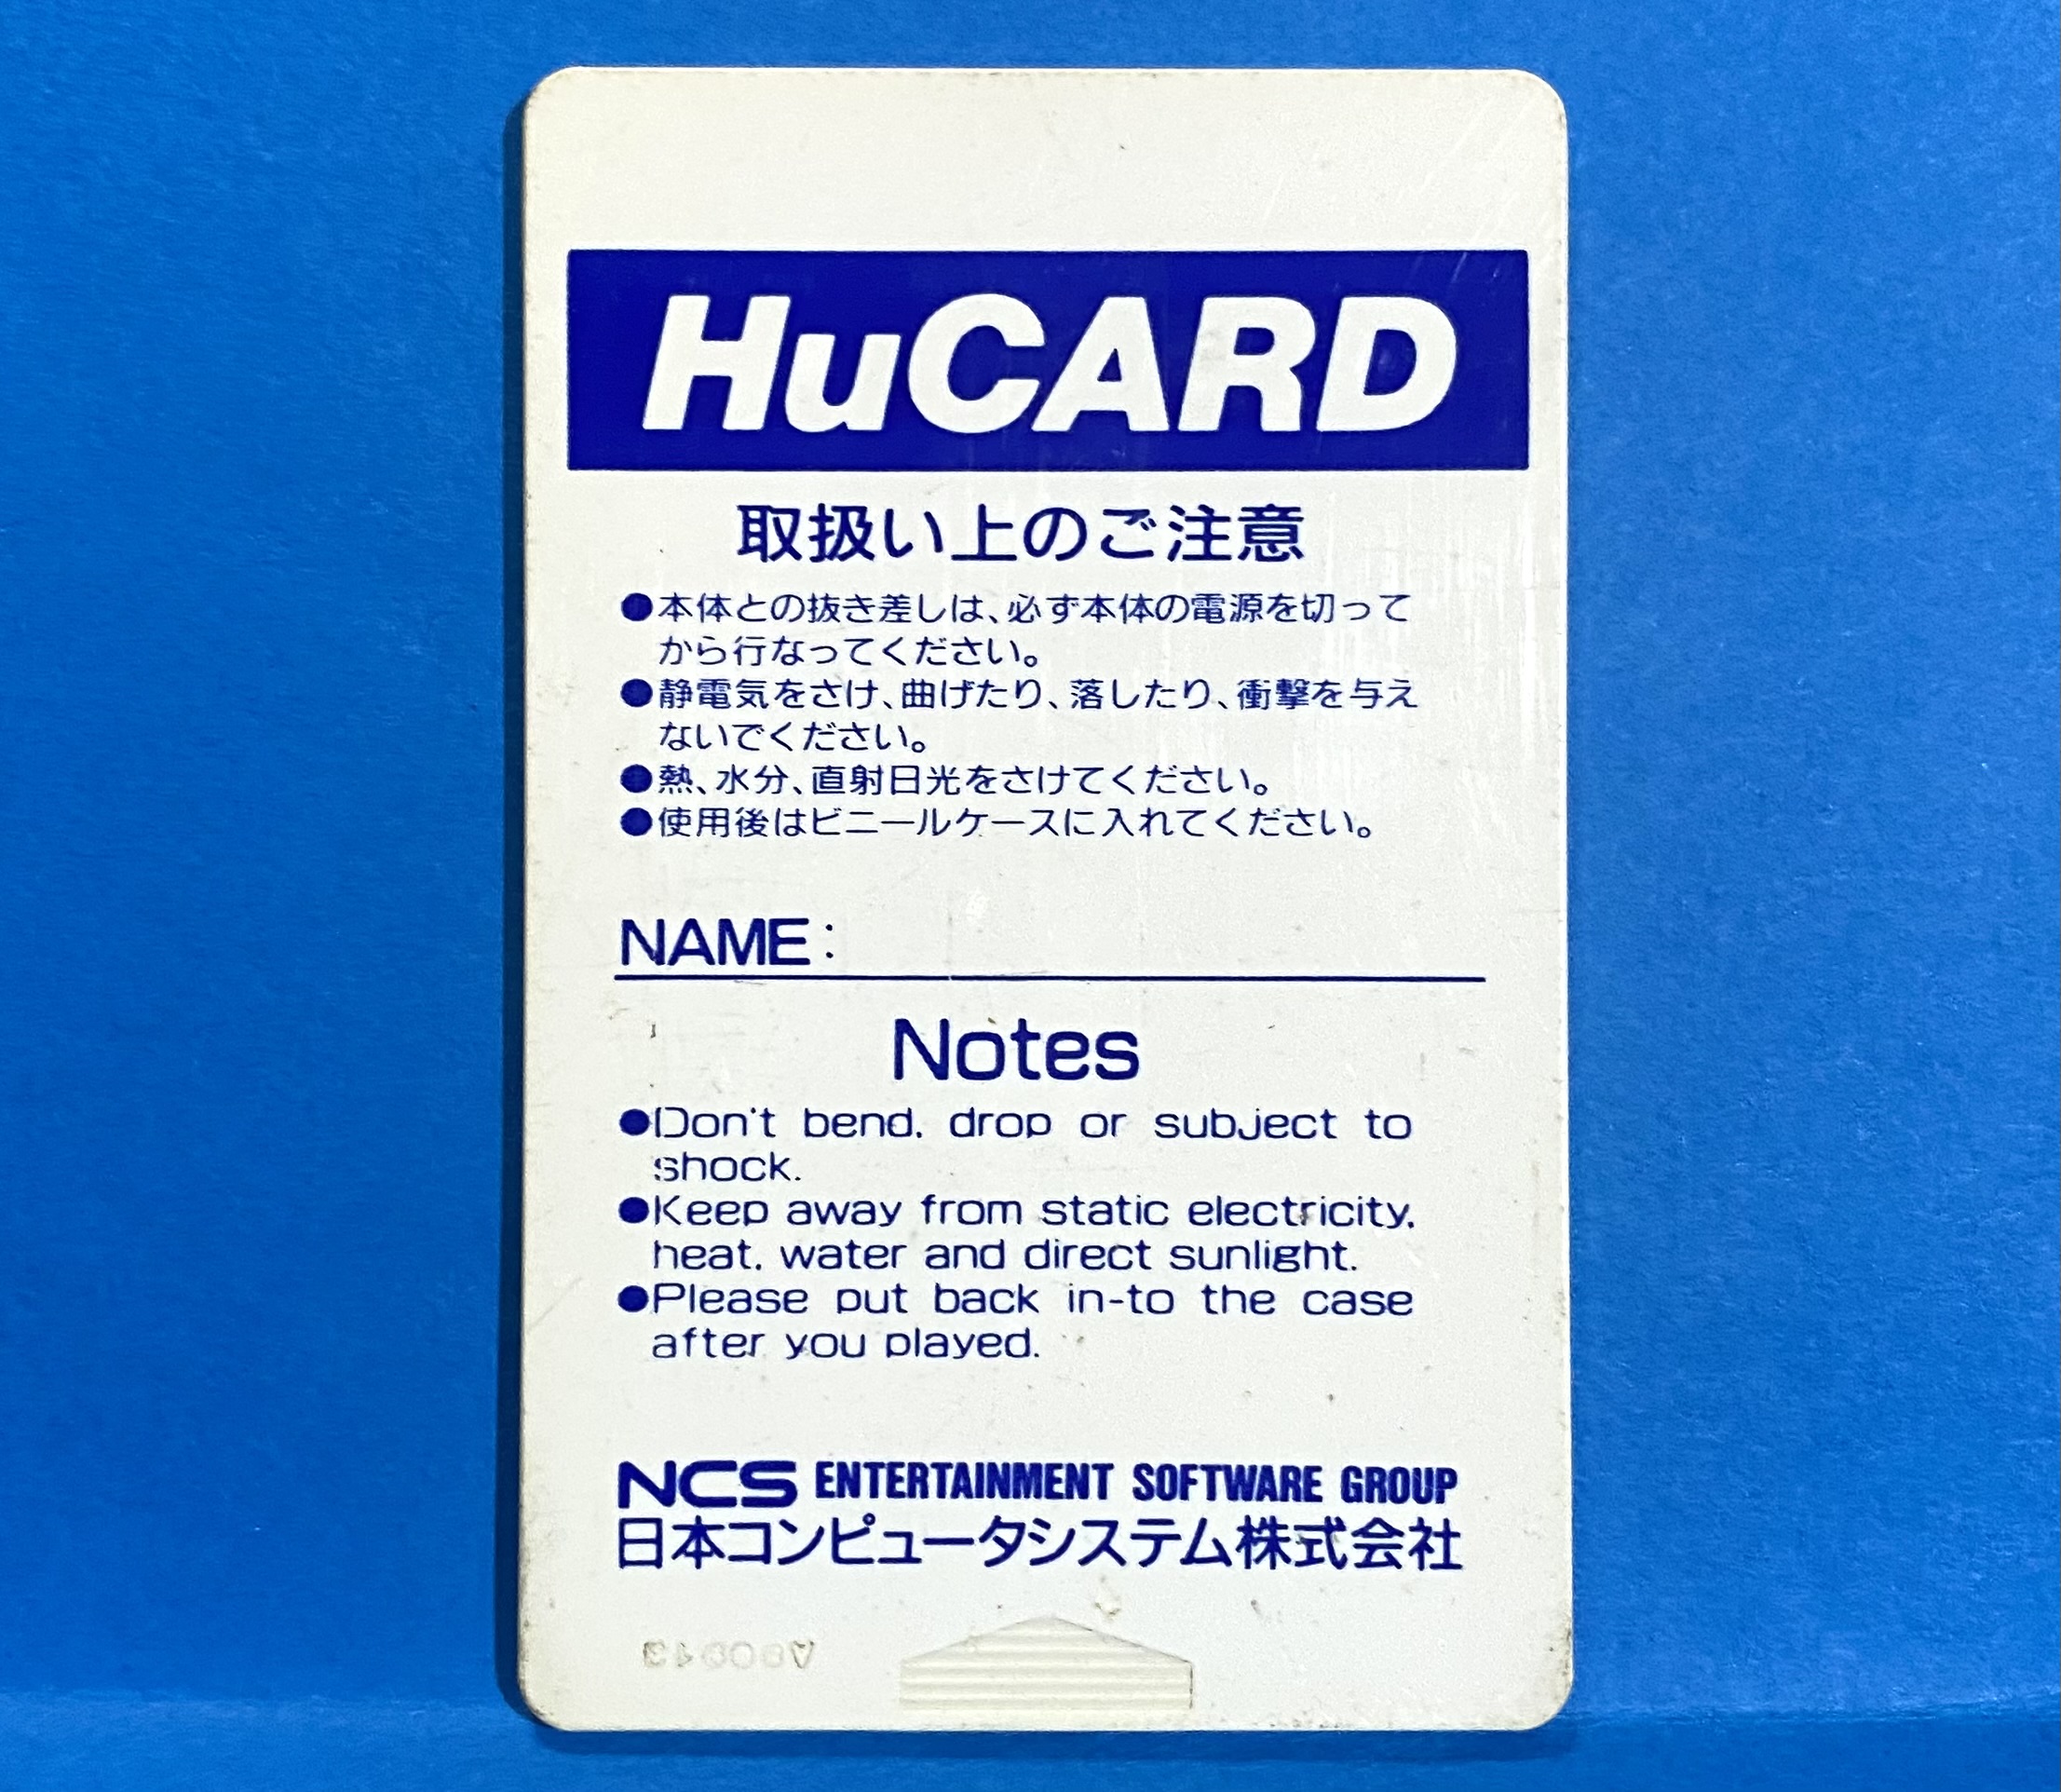 HuCARD
取扱い上のご注意
●本体との抜き差しは、必ず本体の電源を切って
から行なってください。
●静電気をさけ、曲げたり、落したり、衝撃を与え
ないでください。
●熱、水分、直射日光をさけてください。
●使用後はビニールケースに入れてください。
NAME:
Notes
●Don't bend, drop or subject to
shock.
●Keep away from static electricity,
heat, water and direct sunlight.
●Please put back in-to the case
after you played.
NCS ENTERTAINMENT SOFTWARE GROUP
日本コンピュータシステム株式会社